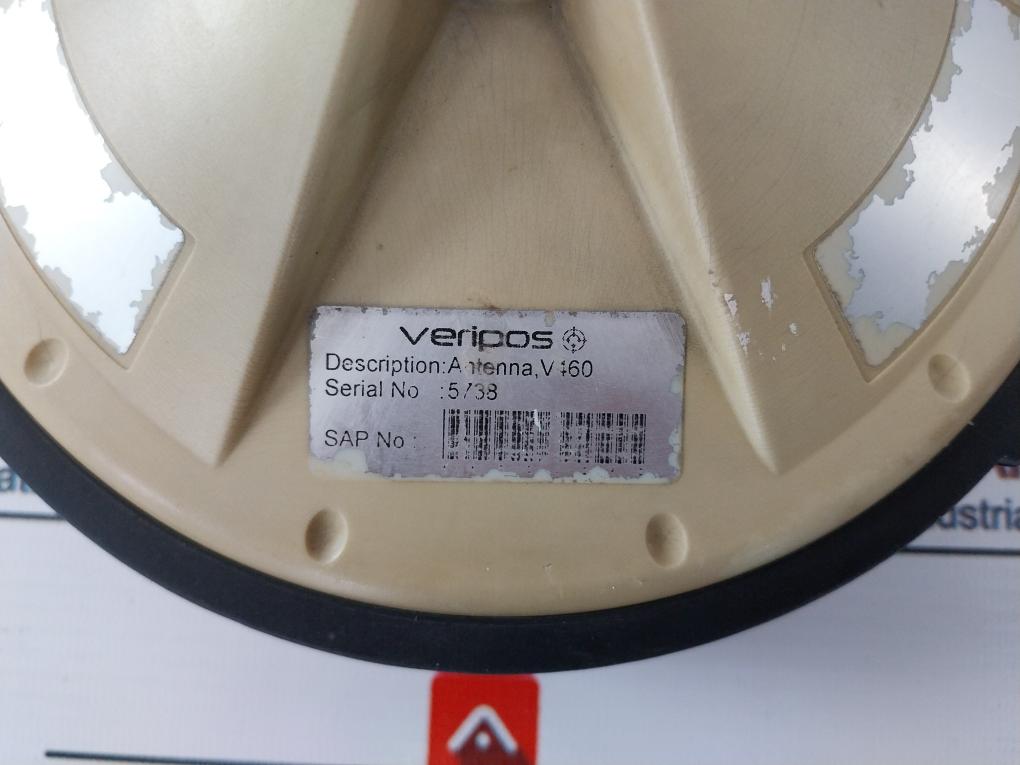 veripos
Description:Antenna,V460
Serial No :5738
SAP No :